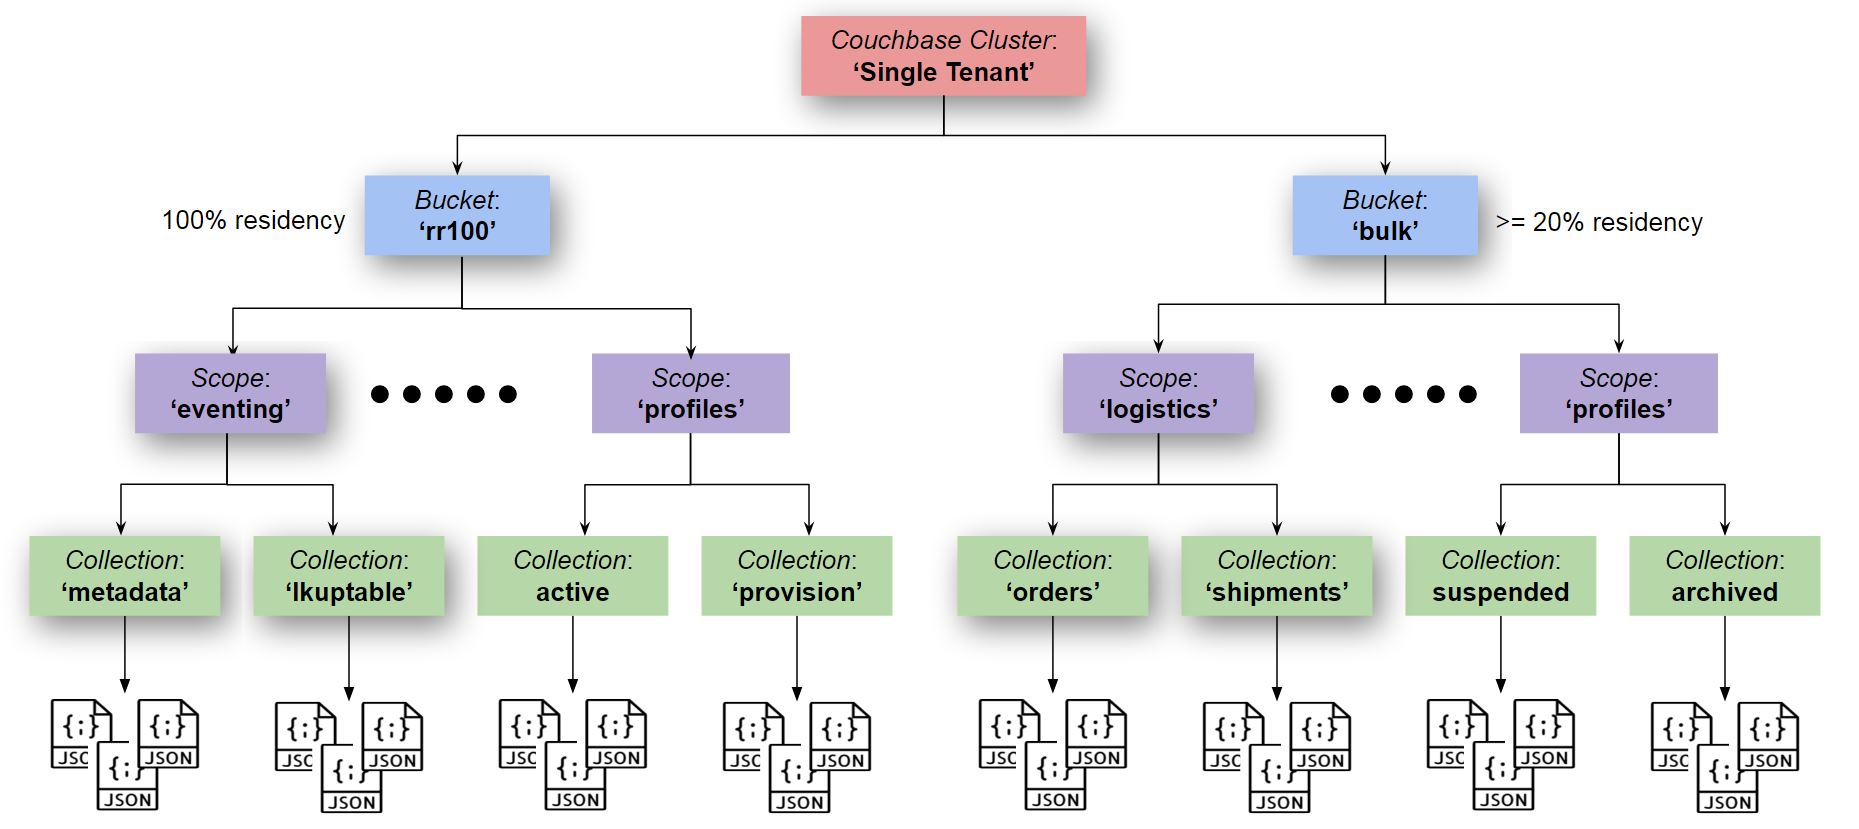 Couchbase Cluster:
‘Single Tenant’
100% residency
Bucket:
‘rr100’
Bucket:
‘bulk’
>= 20% residency
Scope:
‘eventing’
Scope:
‘profiles’
Scope:
‘logistics’
Scope:
‘profiles’
Collection:
‘metadata’
Collection:
‘lkuptable’
Collection:
active
Collection:
‘provision’
Collection:
‘orders’
Collection:
‘shipments’
Collection:
suspended
Collection:
archived
{;} {;}
JSC {;} JSON
JSON
{;} {;}
JSC {;} JSON
JSON
{;} {;}
JSC {;} JSON
JSON
{;} {;}
JSC {;} JSON
JSON
{;} {;}
JSC {;} JSON
JSON
{;} {;}
JSC {;} JSON
JSON
{;} {;}
JSC {;} JSON
JSON
{;} {;}
JSC {;} JSON
JSON